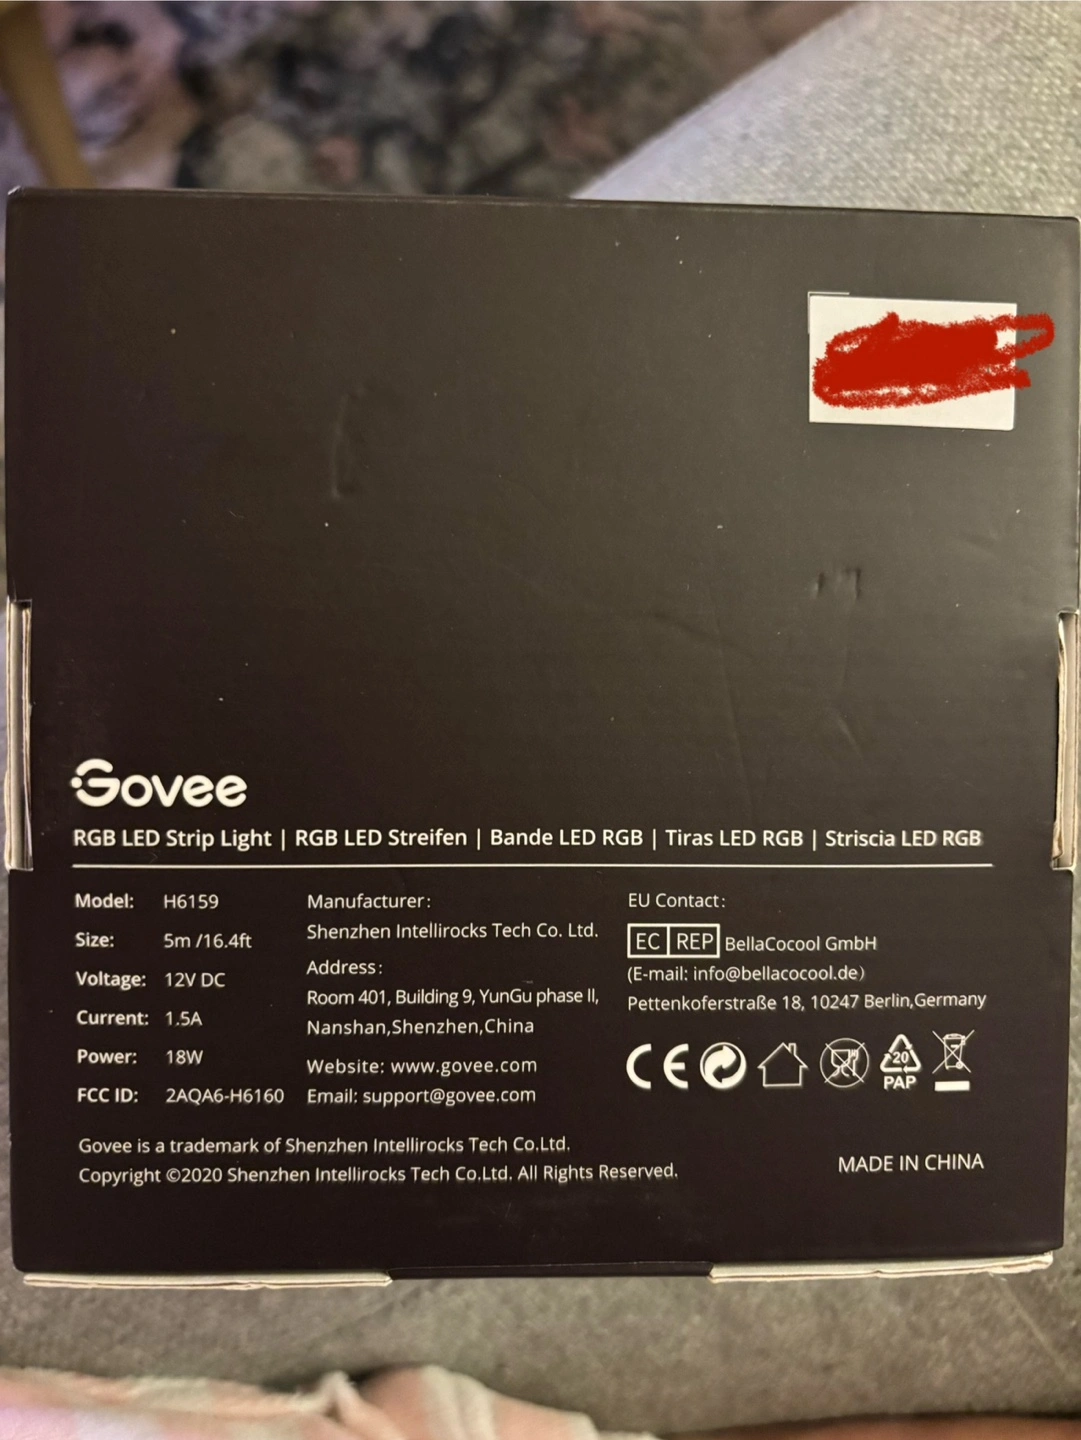 Govee
RGB LED Strip Light | RGB LED Streifen | Bande LED RGB | Tiras LED RGB | Striscia LED RGB
Model: H6159
Size: 5m /16.4ft
Voltage: 12V DC
Current: 1.5A
Power: 18W
FCC ID: 2AQA6-H6160
Manufacturer:
Shenzhen Intellirocks Tech Co. Ltd.
Address:
Room 401, Building 9, YunGu phase II,
Nanshan,Shenzhen,China
Website: www.govee.com
Email: support@govee.com
EU Contact:
EC REP BellaCocool GmbH
(E-mail: info@bellacocool.de)
Pettenkoferstraße 18, 10247 Berlin,Germany
CE
20
PAP
Govee is a trademark of Shenzhen Intellirocks Tech Co.Ltd.
Copyright ©2020 Shenzhen Intellirocks Tech Co.Ltd. All Rights Reserved.
MADE IN CHINA